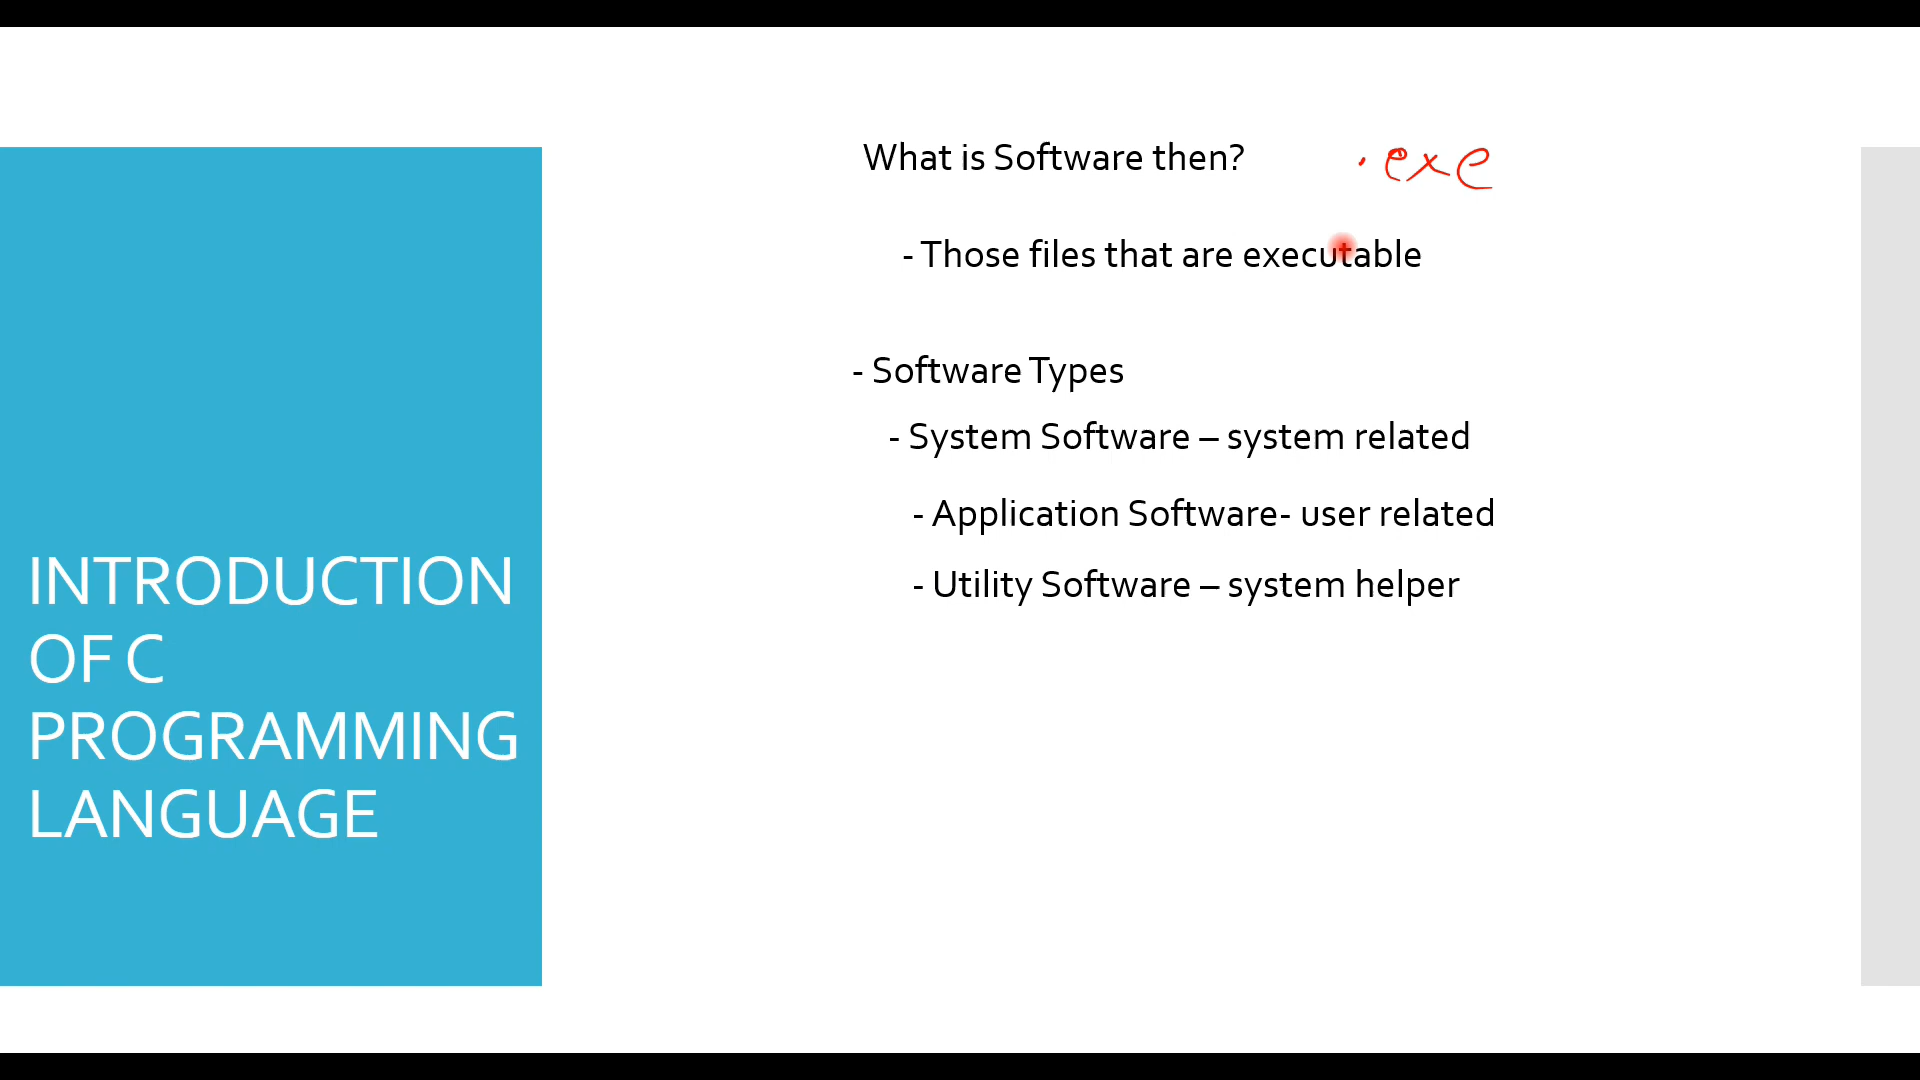 What is Software then? .exe
- Those files that are executable
- Software Types
- System Software – system related
- Application Software- user related
- Utility Software – system helper
INTRODUCTION
OF C
PROGRAMMING
LANGUAGE